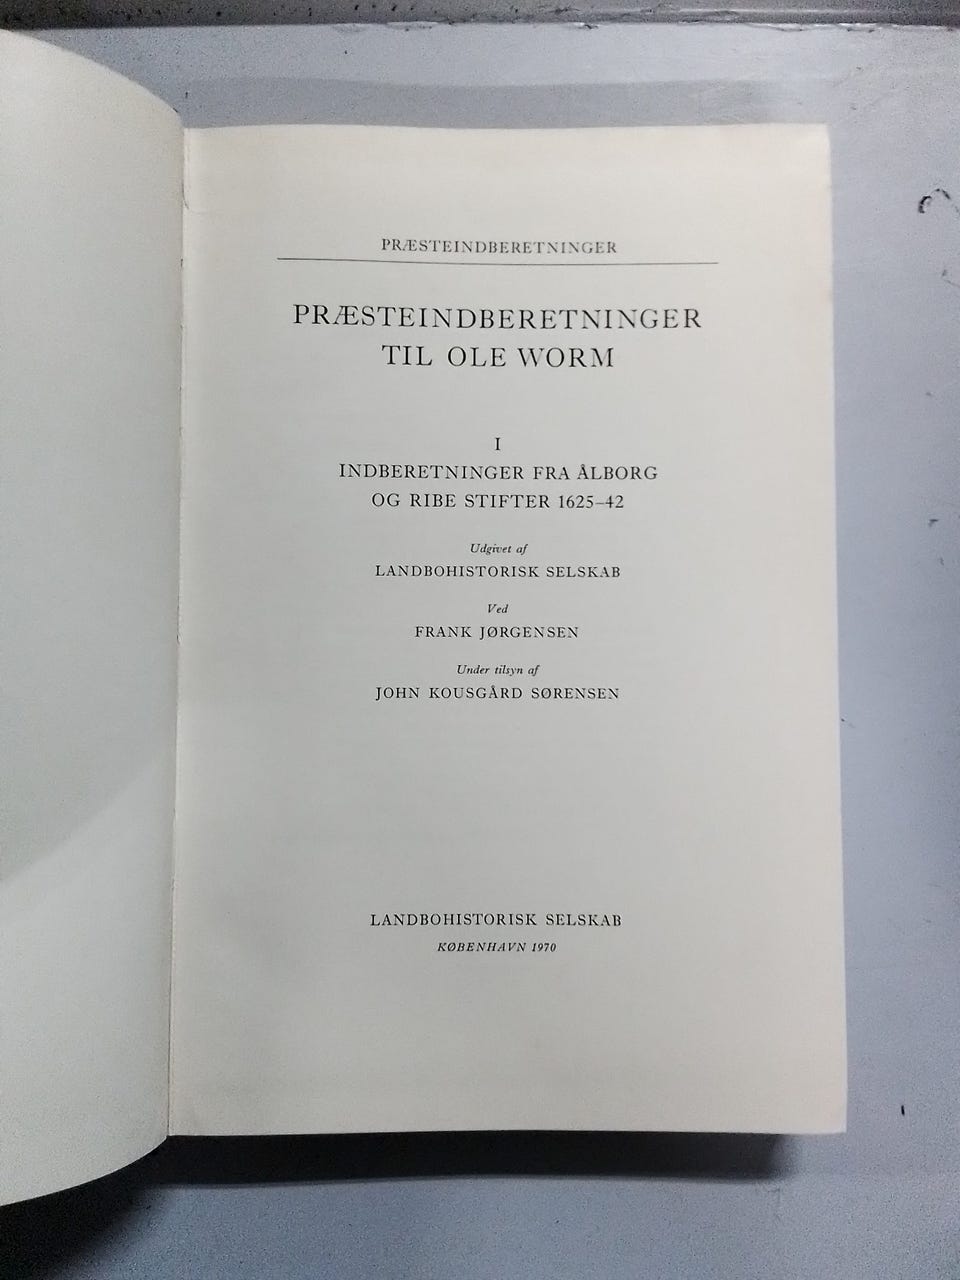 PRÆSTEINDBERETNINGER
PRÆSTEINDBERETNINGER
TIL OLE WORM
I
INDBERETNINGER FRA ÅLBORG
OG RIBE STIFTER 1625–42
Udgivet af
LANDBOHISTORISK SELSKAB
Ved
FRANK JØRGENSEN
Under tilsyn af
JOHN KOUSGÅRD SØRENSEN
LANDBOHISTORISK SELSKAB
KØBENHAVN 1970